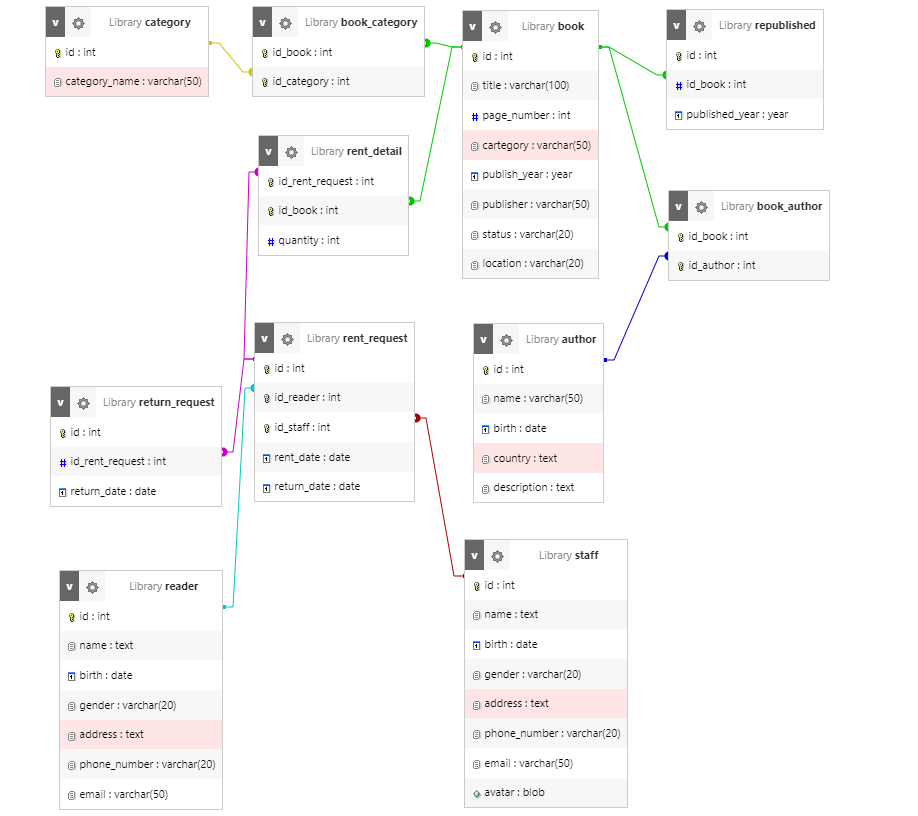 v Library category
id : int
category_name : varchar(50)
v Library book_category
id_book : int
id_category : int
v Library book
id : int
title : varchar(100)
page_number : int
cartegory : varchar(50)
publish_year : year
publisher : varchar(50)
status : varchar(20)
location : varchar(20)
v Library republished
id : int
id_book : int
published_year : year
v Library rent_detail
id_rent_request : int
id_book : int
quantity : int
v Library book_author
id_book : int
id_author : int
v Library rent_request
id : int
id_reader : int
id_staff : int
rent_date : date
return_date : date
v Library author
id : int
name : varchar(50)
birth : date
country : text
description : text
v Library return_request
id : int
id_rent_request : int
return_date : date
v Library reader
id : int
name : text
birth : date
gender : varchar(20)
address : text
phone_number : varchar(20)
email : varchar(50)
v Library staff
id : int
name : text
birth : date
gender : varchar(20)
address : text
phone_number : varchar(20)
email : varchar(50)
avatar : blob